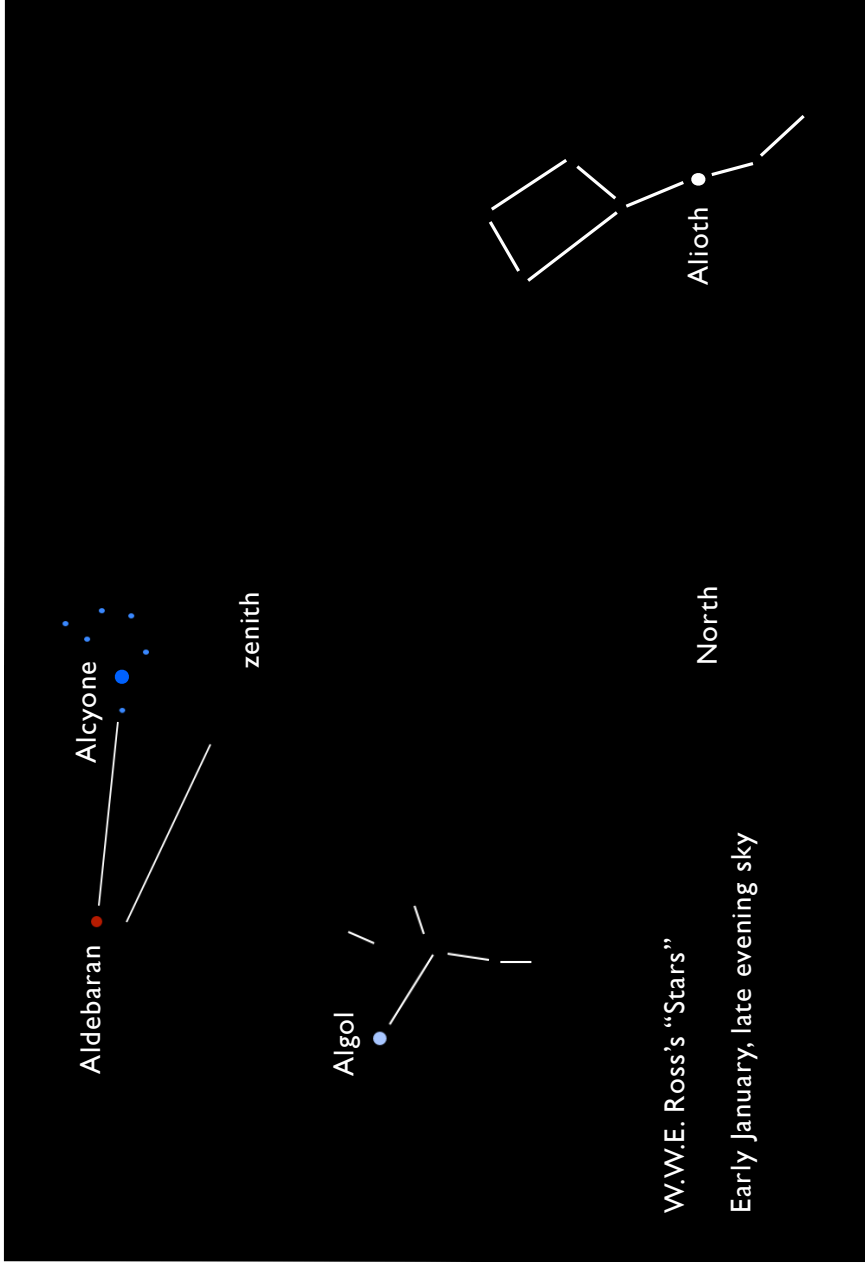 Alcyone
Aldebaran
zenith
Algol
Alioth
North
W.W.E. Ross’s “Stars”
Early January, late evening sky